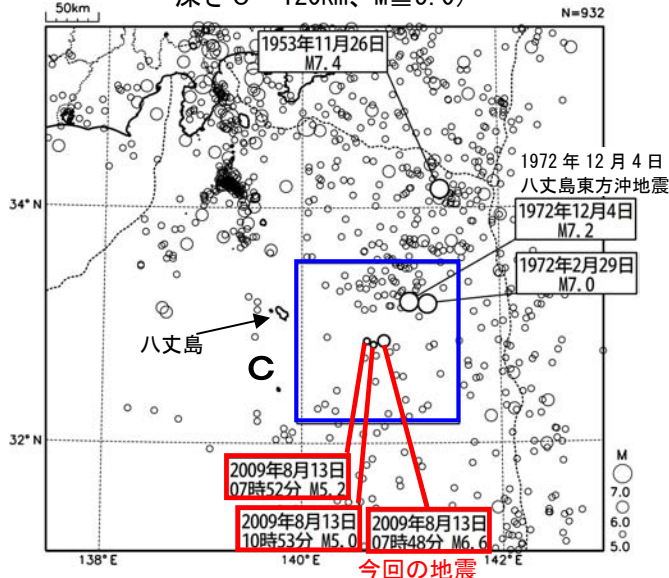 深さ0～120km、M≧5.0）
50km
N=932
1953年11月26日
M7.4
1972年12月4日
八丈島東方沖地震
34°N
1972年12月4日
M7.2
1972年2月29日
M7.0
八丈島
C
32°N
2009年8月13日
07時52分 M5.2
2009年8月13日
10時53分 M5.0
2009年8月13日
07時48分 M6.6
今回の地震
M
7.0
6.0
5.0
138°E
140°E
142°E